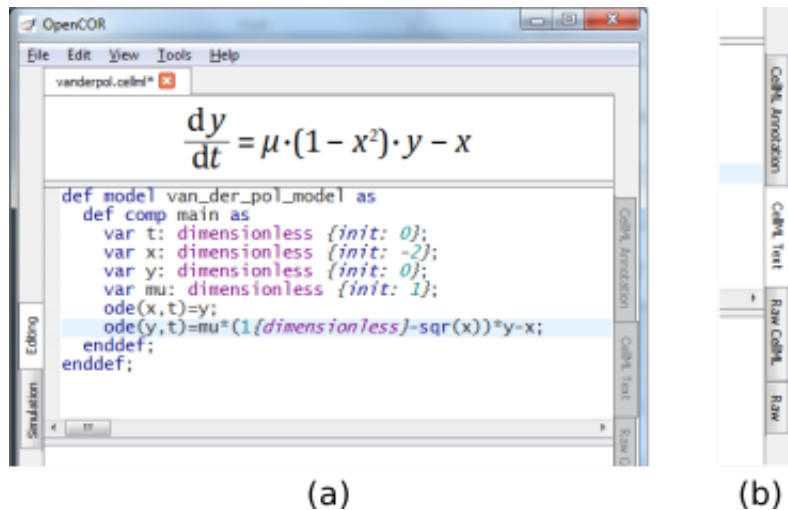 OpenCOR
File Edit View Tools Help
vanderpol.cellml*
dy/dt = μ·(1 − x²)·y − x
def model van_der_pol_model as
def comp main as
var t: dimensionless {init: 0};
var x: dimensionless {init: -2};
var y: dimensionless {init: 0};
var mu: dimensionless {init: 1};
ode(x,t)=y;
ode(y,t)=mu*(1{dimensionless}-sqr(x))*y-x;
enddef;
enddef;
Editing
Simulation
CellML Annotation
CellML Text
Raw C
(a)
CellML Annotation
CellML Text
Raw CellML
Raw
(b)